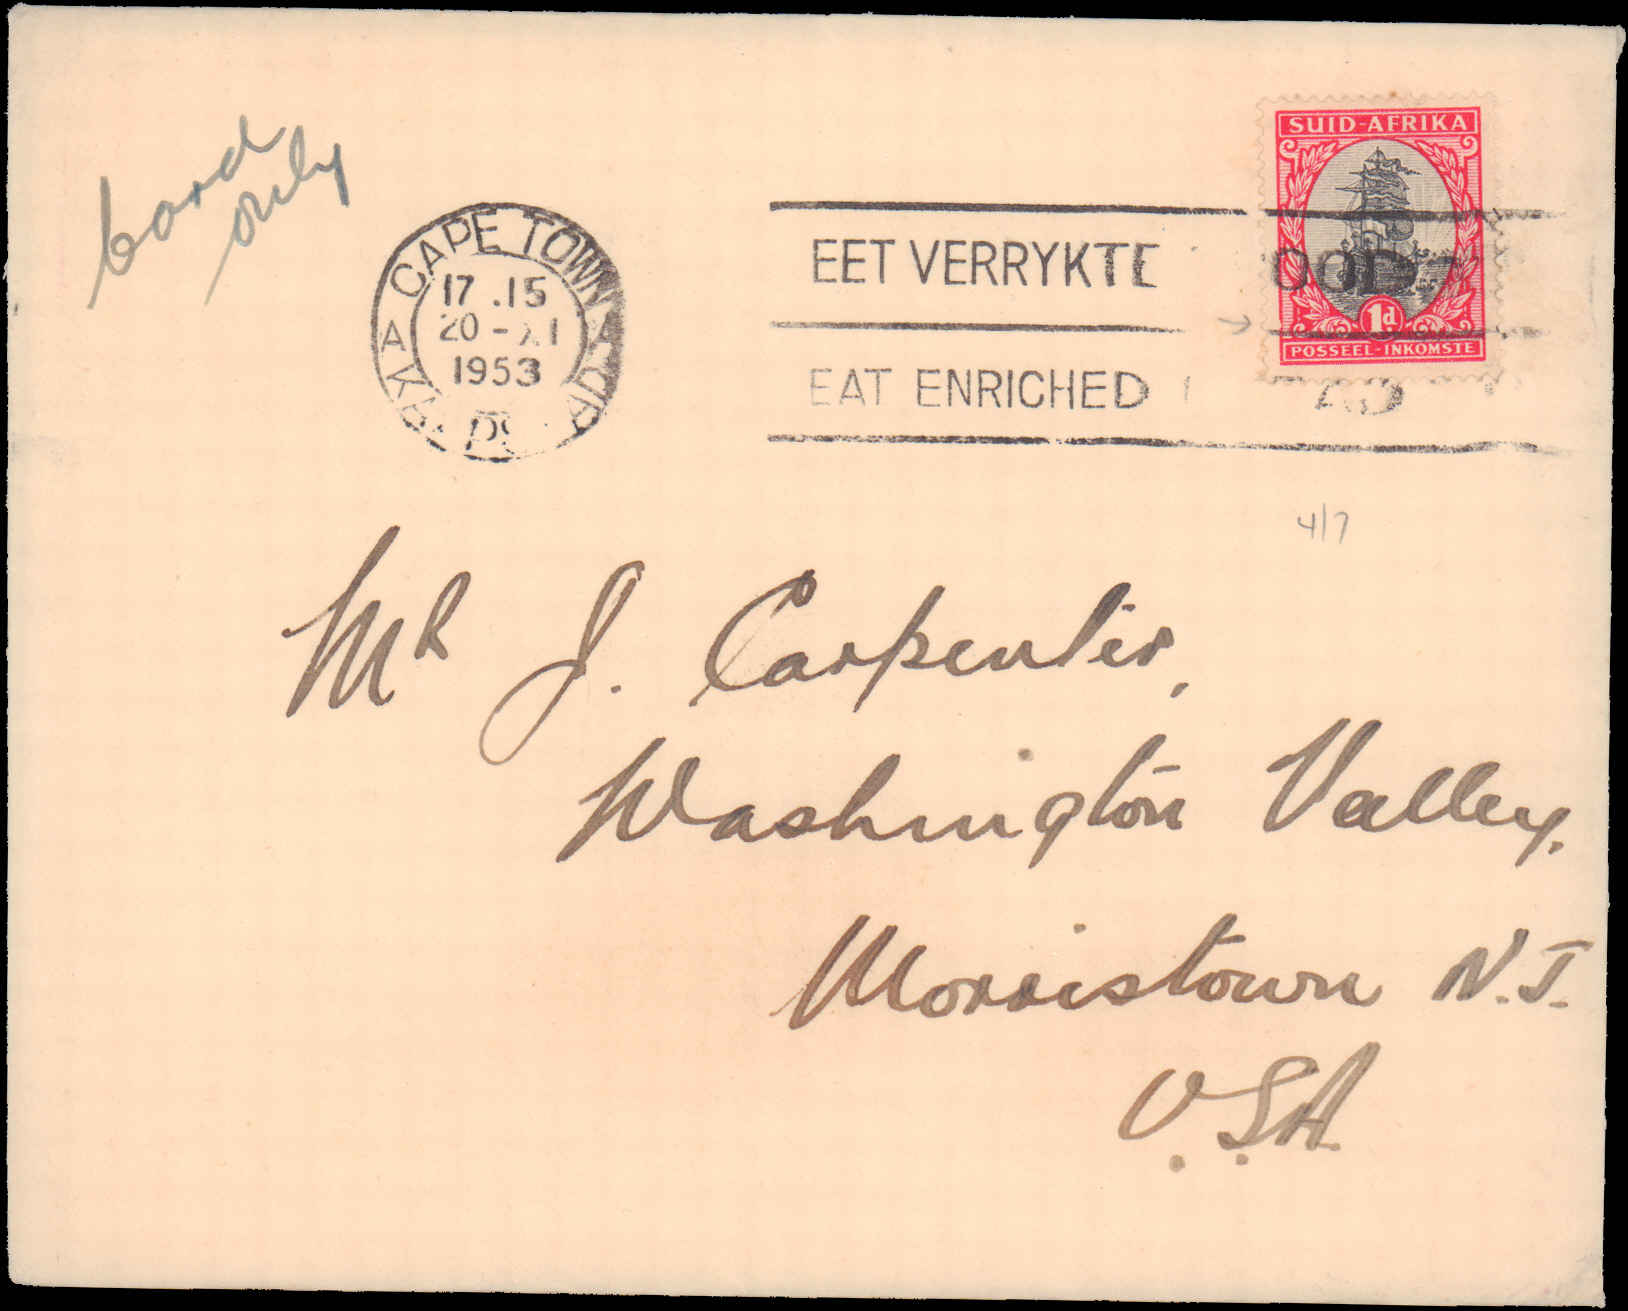 card
only
CAPE TOWN
17 .15
20 - XI
1953
A
EET VERRYKTE
EAT ENRICHED
SUID-AFRIKA
1d
POSSEEL-INKOMSTE
4/7
Mr J. Carpenter,
Washington Valley.
Morristown N.J.
U.S.A.